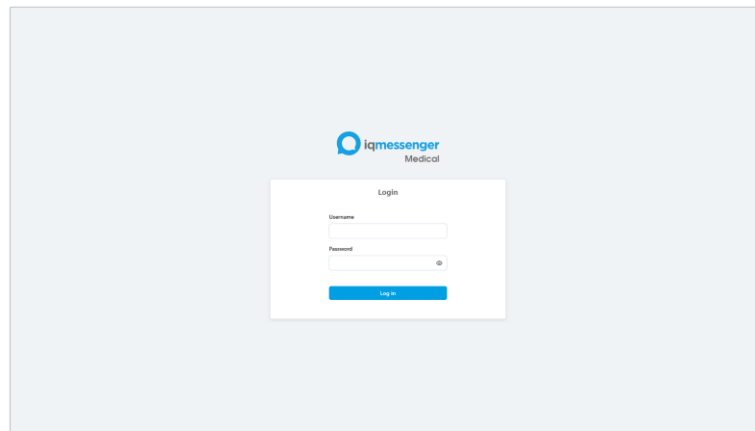 iqmessenger
Medical
Login
Username
Password
Log in